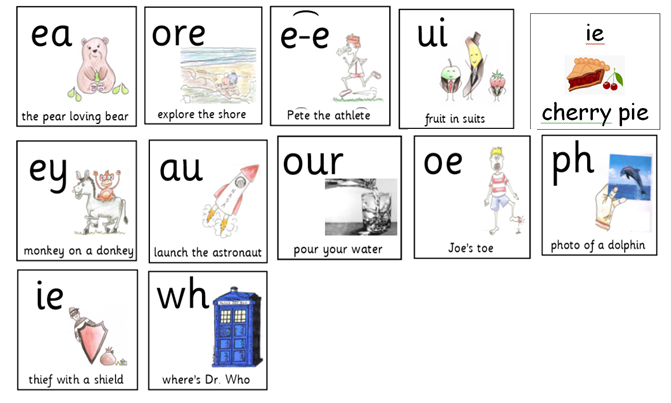 ea
the pear loving bear
ore
explore the shore
e-e
Pete the athlete
ui
fruit in suits
ie
cherry pie
ey
monkey on a donkey
au
launch the astronaut
our
pour your water
oe
Joe's toe
ph
photo of a dolphin
ie
thief with a shield
wh
where's Dr. Who